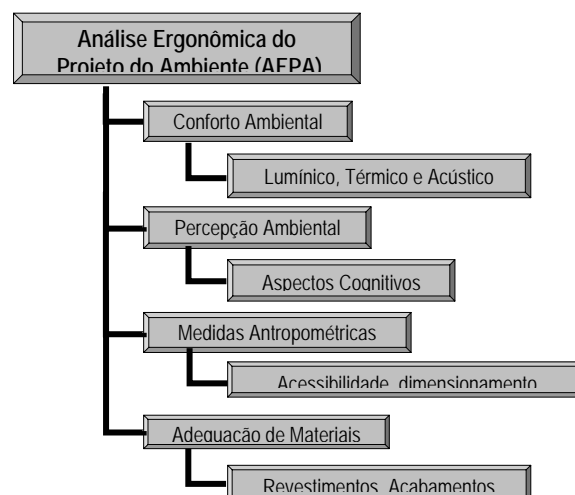 Análise Ergonômica do
Projeto do Ambiente (AEPA)
Conforto Ambiental
Lumínico, Térmico e Acústico
Percepção Ambiental
Aspectos Cognitivos
Medidas Antropométricas
Acessibilidade, dimensionamento
Adequação de Materiais
Revestimentos, Acabamentos